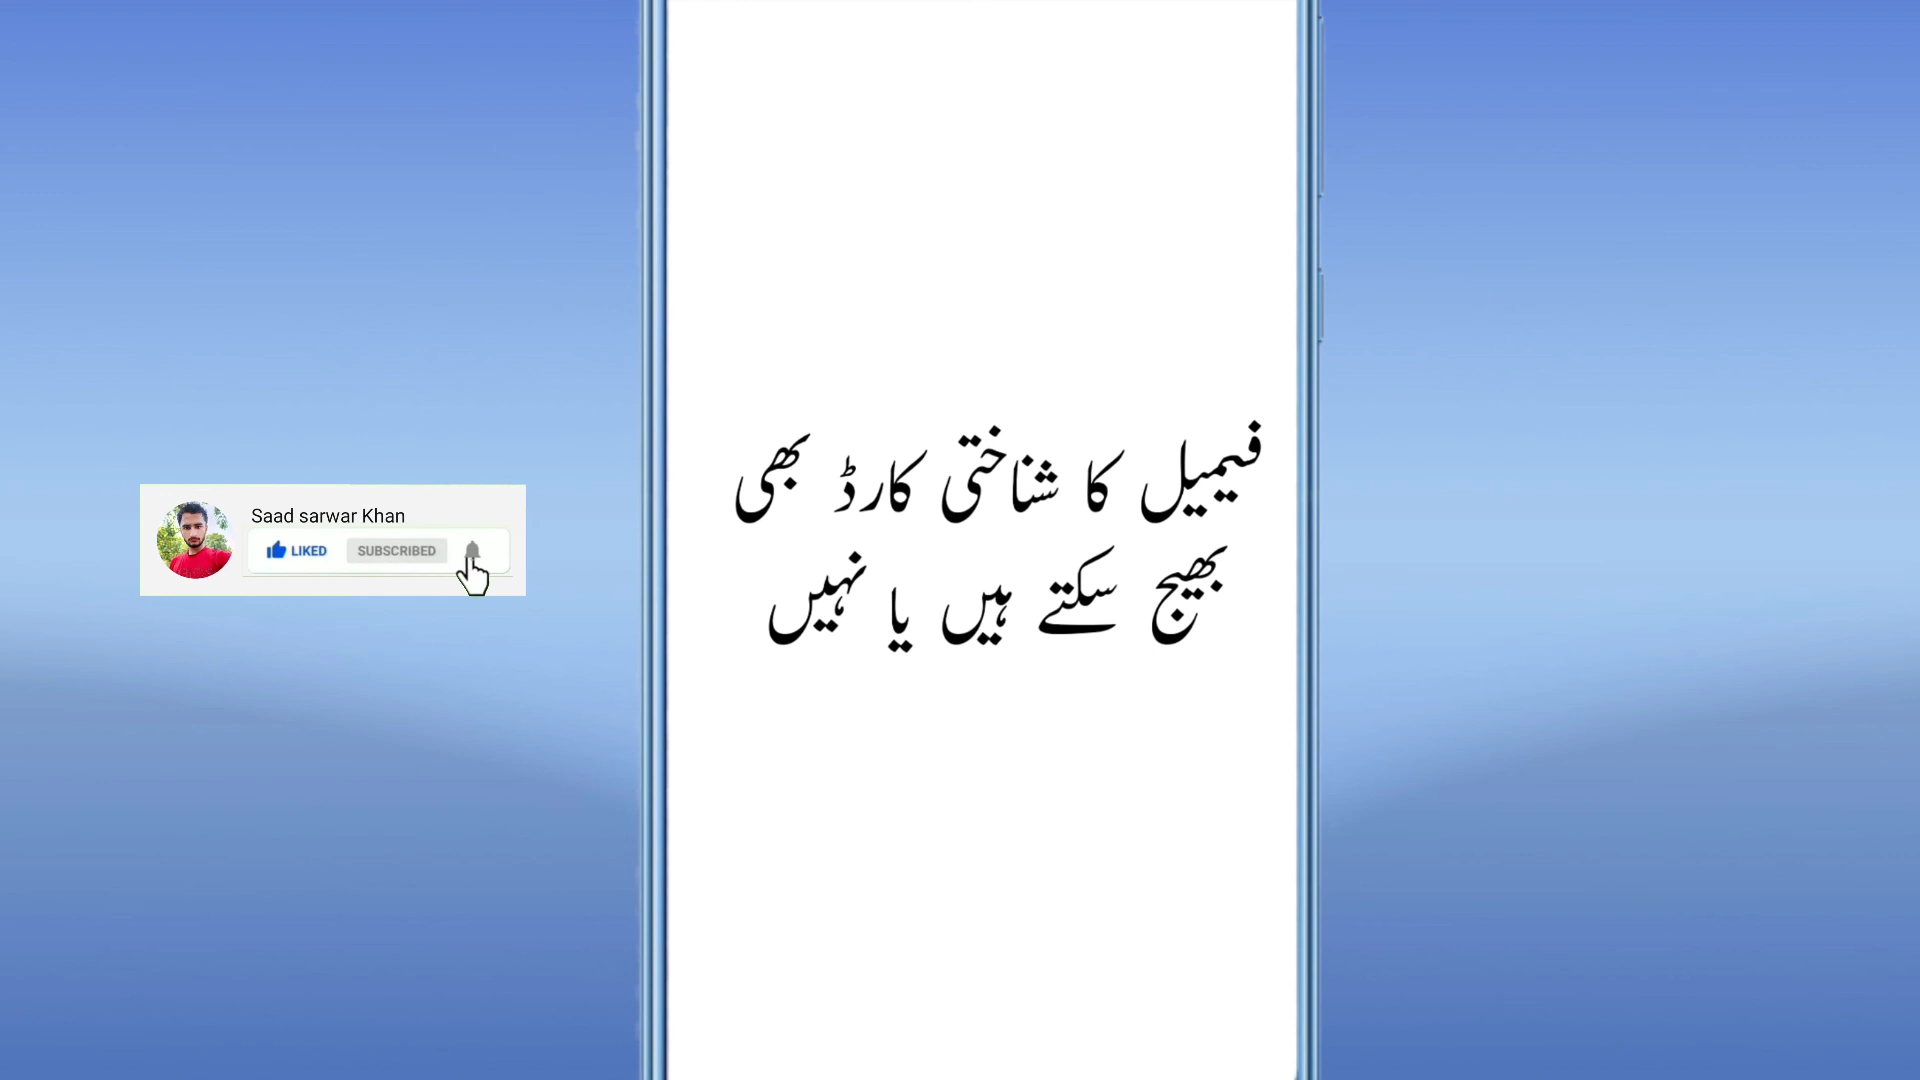 فیمیل کا شناختی کارڈ بھی
بھیج سکتے ہیں یا نہیں
Saad sarwar Khan
LIKED SUBSCRIBED